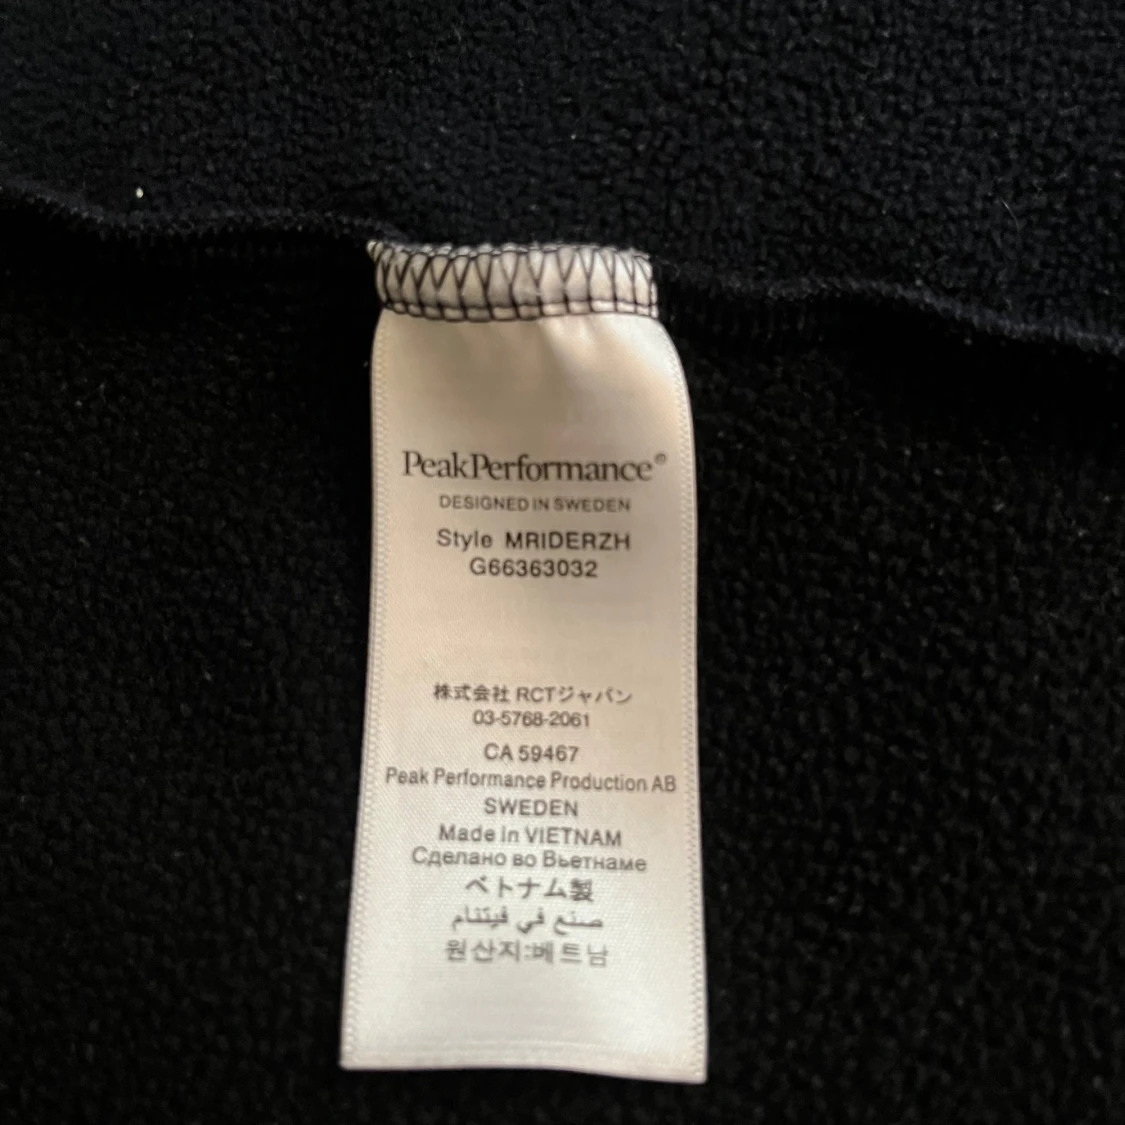 PeakPerformance®
DESIGNED IN SWEDEN
Style MRIDERZH
G66363032
株式会社 RCTジャパン
03-5768-2061
CA 59467
Peak Performance Production AB
SWEDEN
Made in VIETNAM
Сделано во Вьетнаме
ベトナム製
صنع في فيتنام
원산지:베트남